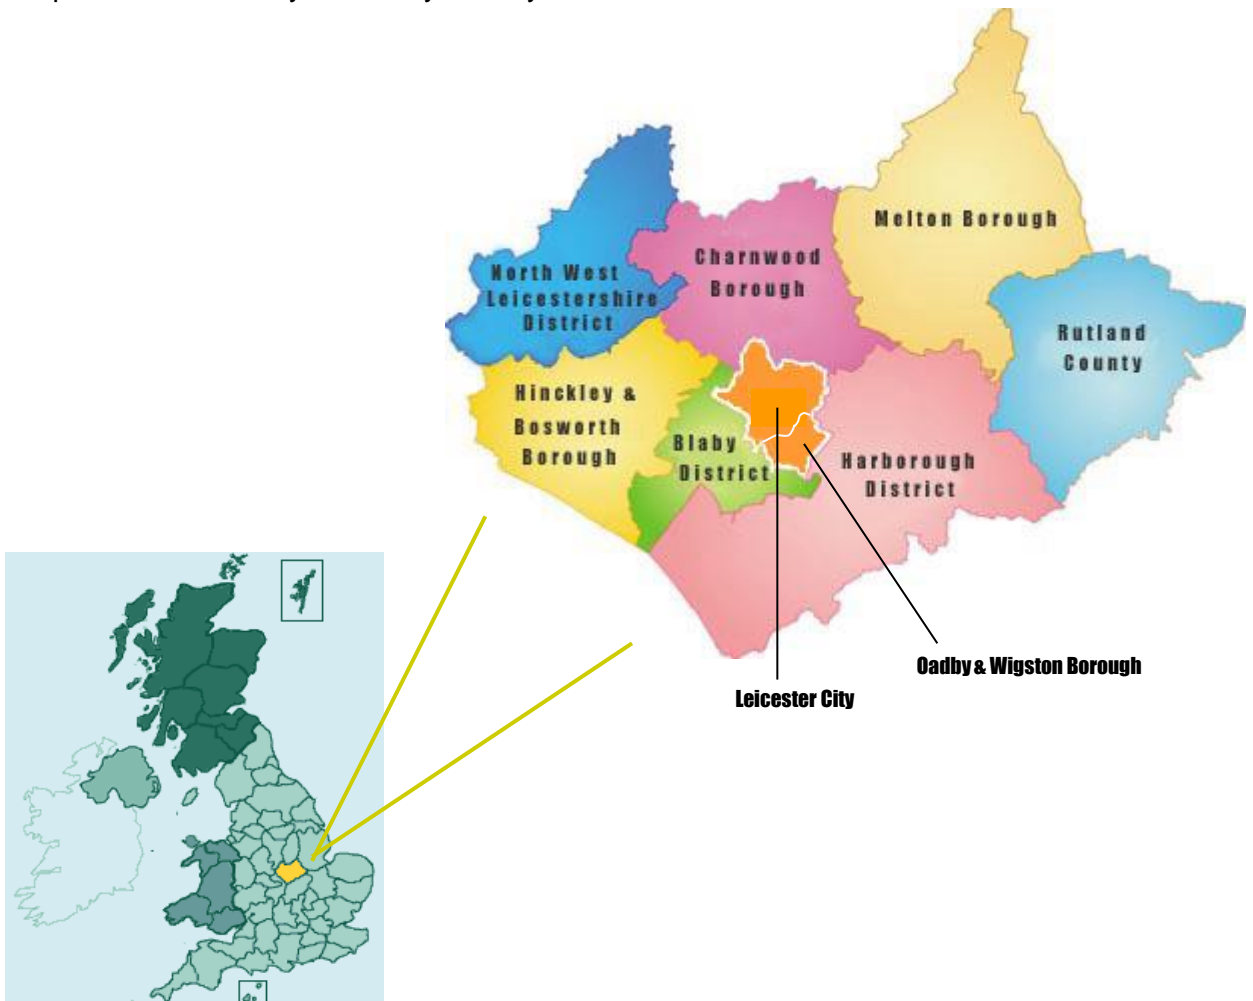 Melton Borough
Charnwood
Borough
North West
Leicestershire
District
Rutland
County
Hinckley &
Bosworth
Borough
Blaby
District
Harborough
District
Oadby & Wigston Borough
Leicester City